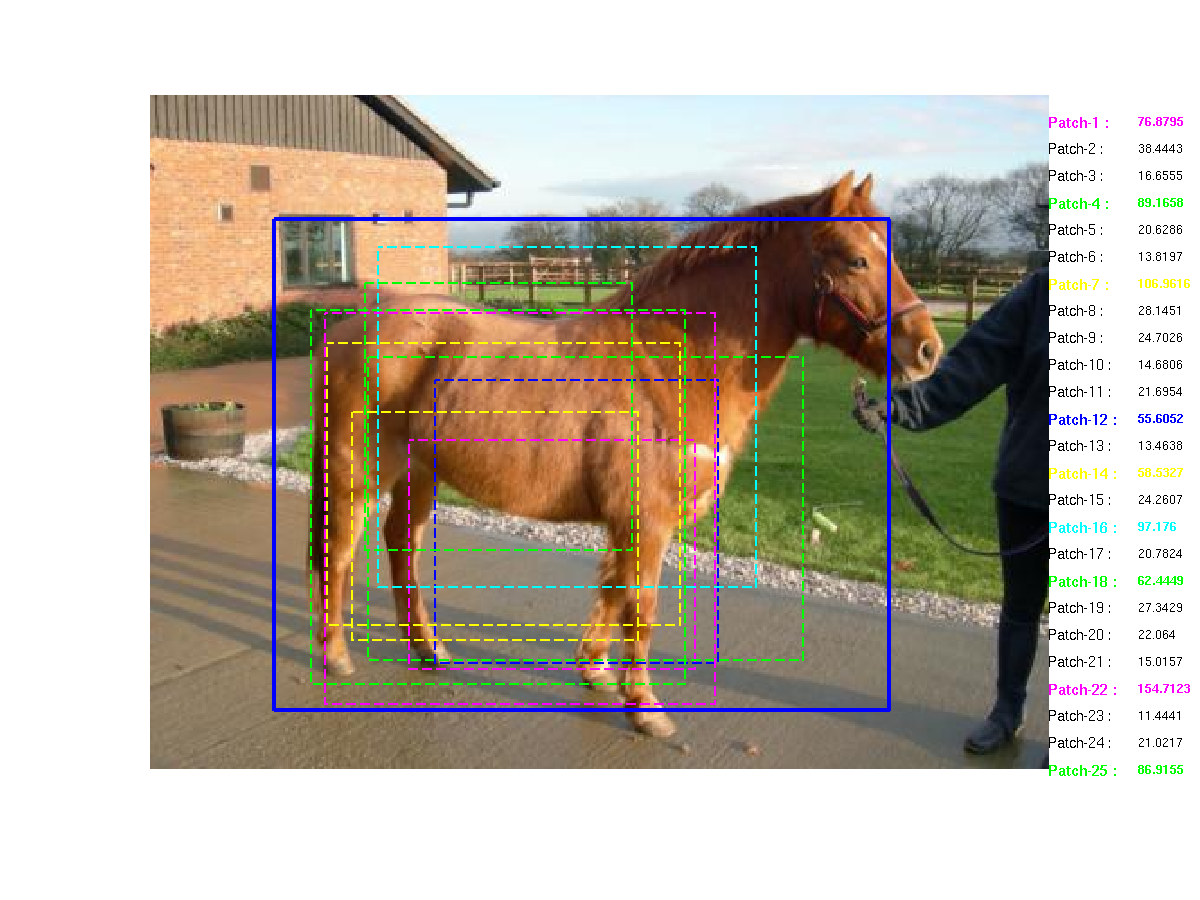 Patch-1 : 76.8795
Patch-2 : 38.4443
Patch-3 : 16.6555
Patch-4 : 89.1658
Patch-5 : 20.6286
Patch-6 : 13.8197
Patch-7 : 106.9616
Patch-8 : 28.1451
Patch-9 : 24.7026
Patch-10 : 14.6806
Patch-11 : 21.6954
Patch-12 : 55.6052
Patch-13 : 13.4638
Patch-14 : 50.5327
Patch-15 : 24.2607
Patch-16 : 97.176
Patch-17 : 20.7824
Patch-18 : 62.4449
Patch-19 : 27.3429
Patch-20 : 22.064
Patch-21 : 15.0157
Patch-22 : 154.7123
Patch-23 : 11.4441
Patch-24 : 21.0217
Patch-25 : 86.9155